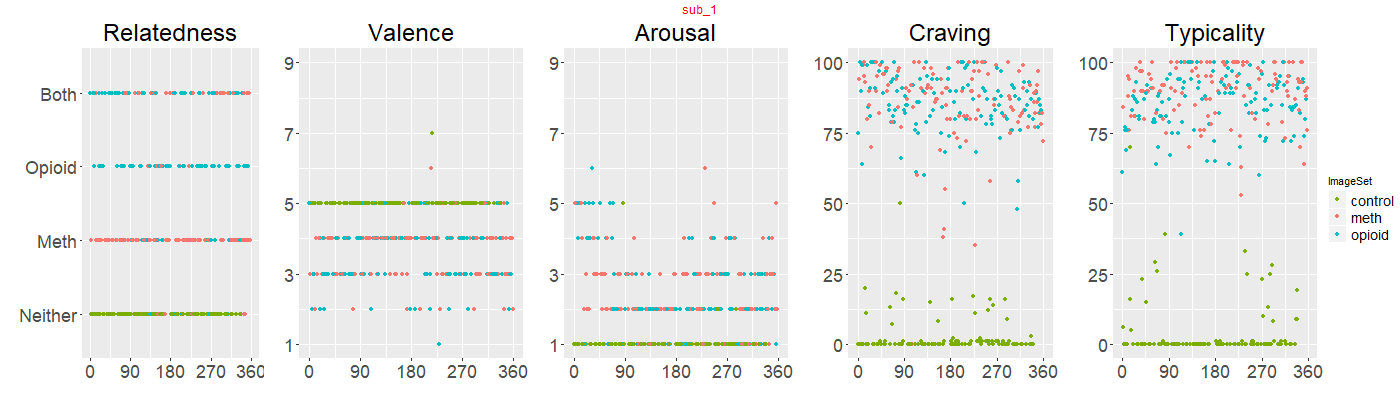 sub_1
Relatedness
Valence
Arousal
Craving
Typicality
Both
Opioid
Meth
Neither
0 90 180 270 360
9
7
5
3
1
0 90 180 270 360
9
7
5
3
1
0 90 180 270 360
100
75
50
25
0
0 90 180 270 360
100
75
50
25
0
0 90 180 270 360
ImageSet
control
meth
opioid